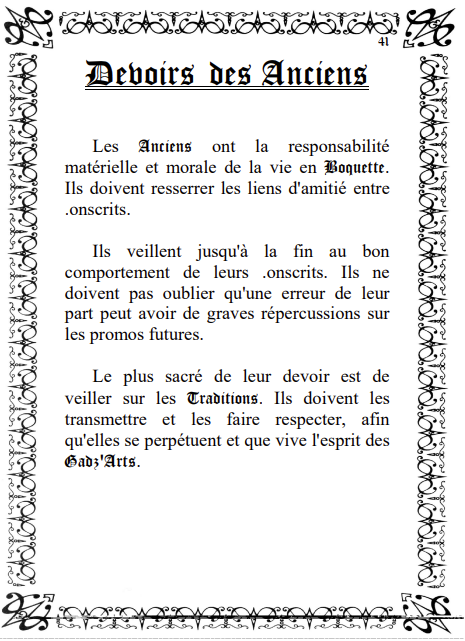 41
Devoirs des Anciens
Les Anciens ont la responsabilité
matérielle et morale de la vie en Boquette.
Ils doivent resserrer les liens d'amitié entre
.onscrits.
Ils veillent jusqu'à la fin au bon
comportement de leurs .onscrits. Ils ne
doivent pas oublier qu'une erreur de leur
part peut avoir de graves répercussions sur
les promos futures.
Le plus sacré de leur devoir est de
veiller sur les Traditions. Ils doivent les
transmettre et les faire respecter, afin
qu'elles se perpétuent et que vive l'esprit des
Gadz'Arts.